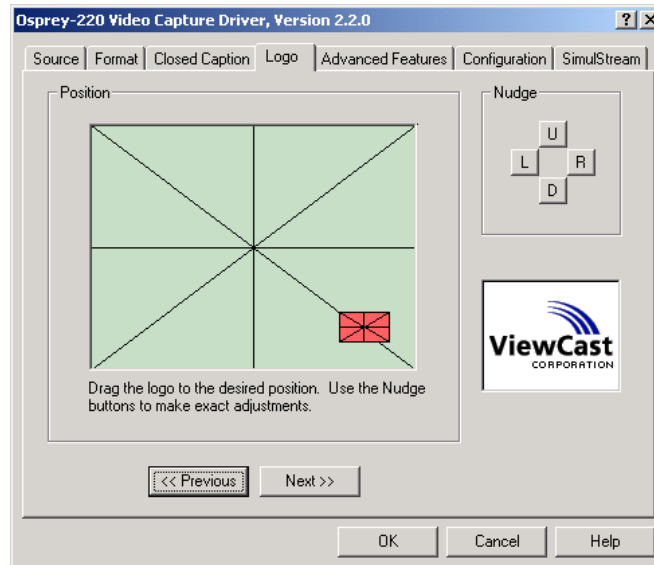 Osprey-220 Video Capture Driver, Version 2.2.0
Source Format Closed Caption Logo Advanced Features Configuration SimulStream
Position
Nudge
U
L R
D
ViewCast
CORPORATION
Drag the logo to the desired position. Use the Nudge
buttons to make exact adjustments.
<< Previous Next >>
OK Cancel Help